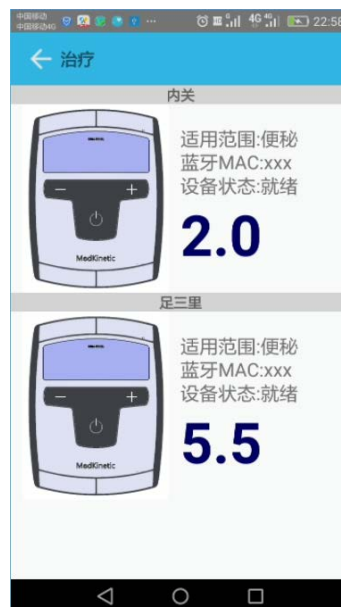 中国移动
中国移动4G
4G
22:58
治疗
内关
适用范围:便秘
蓝牙MAC:xxx
设备状态:就绪
2.0
MedKinetic
足三里
适用范围:便秘
蓝牙MAC:xxx
设备状态:就绪
5.5
MedKinetic